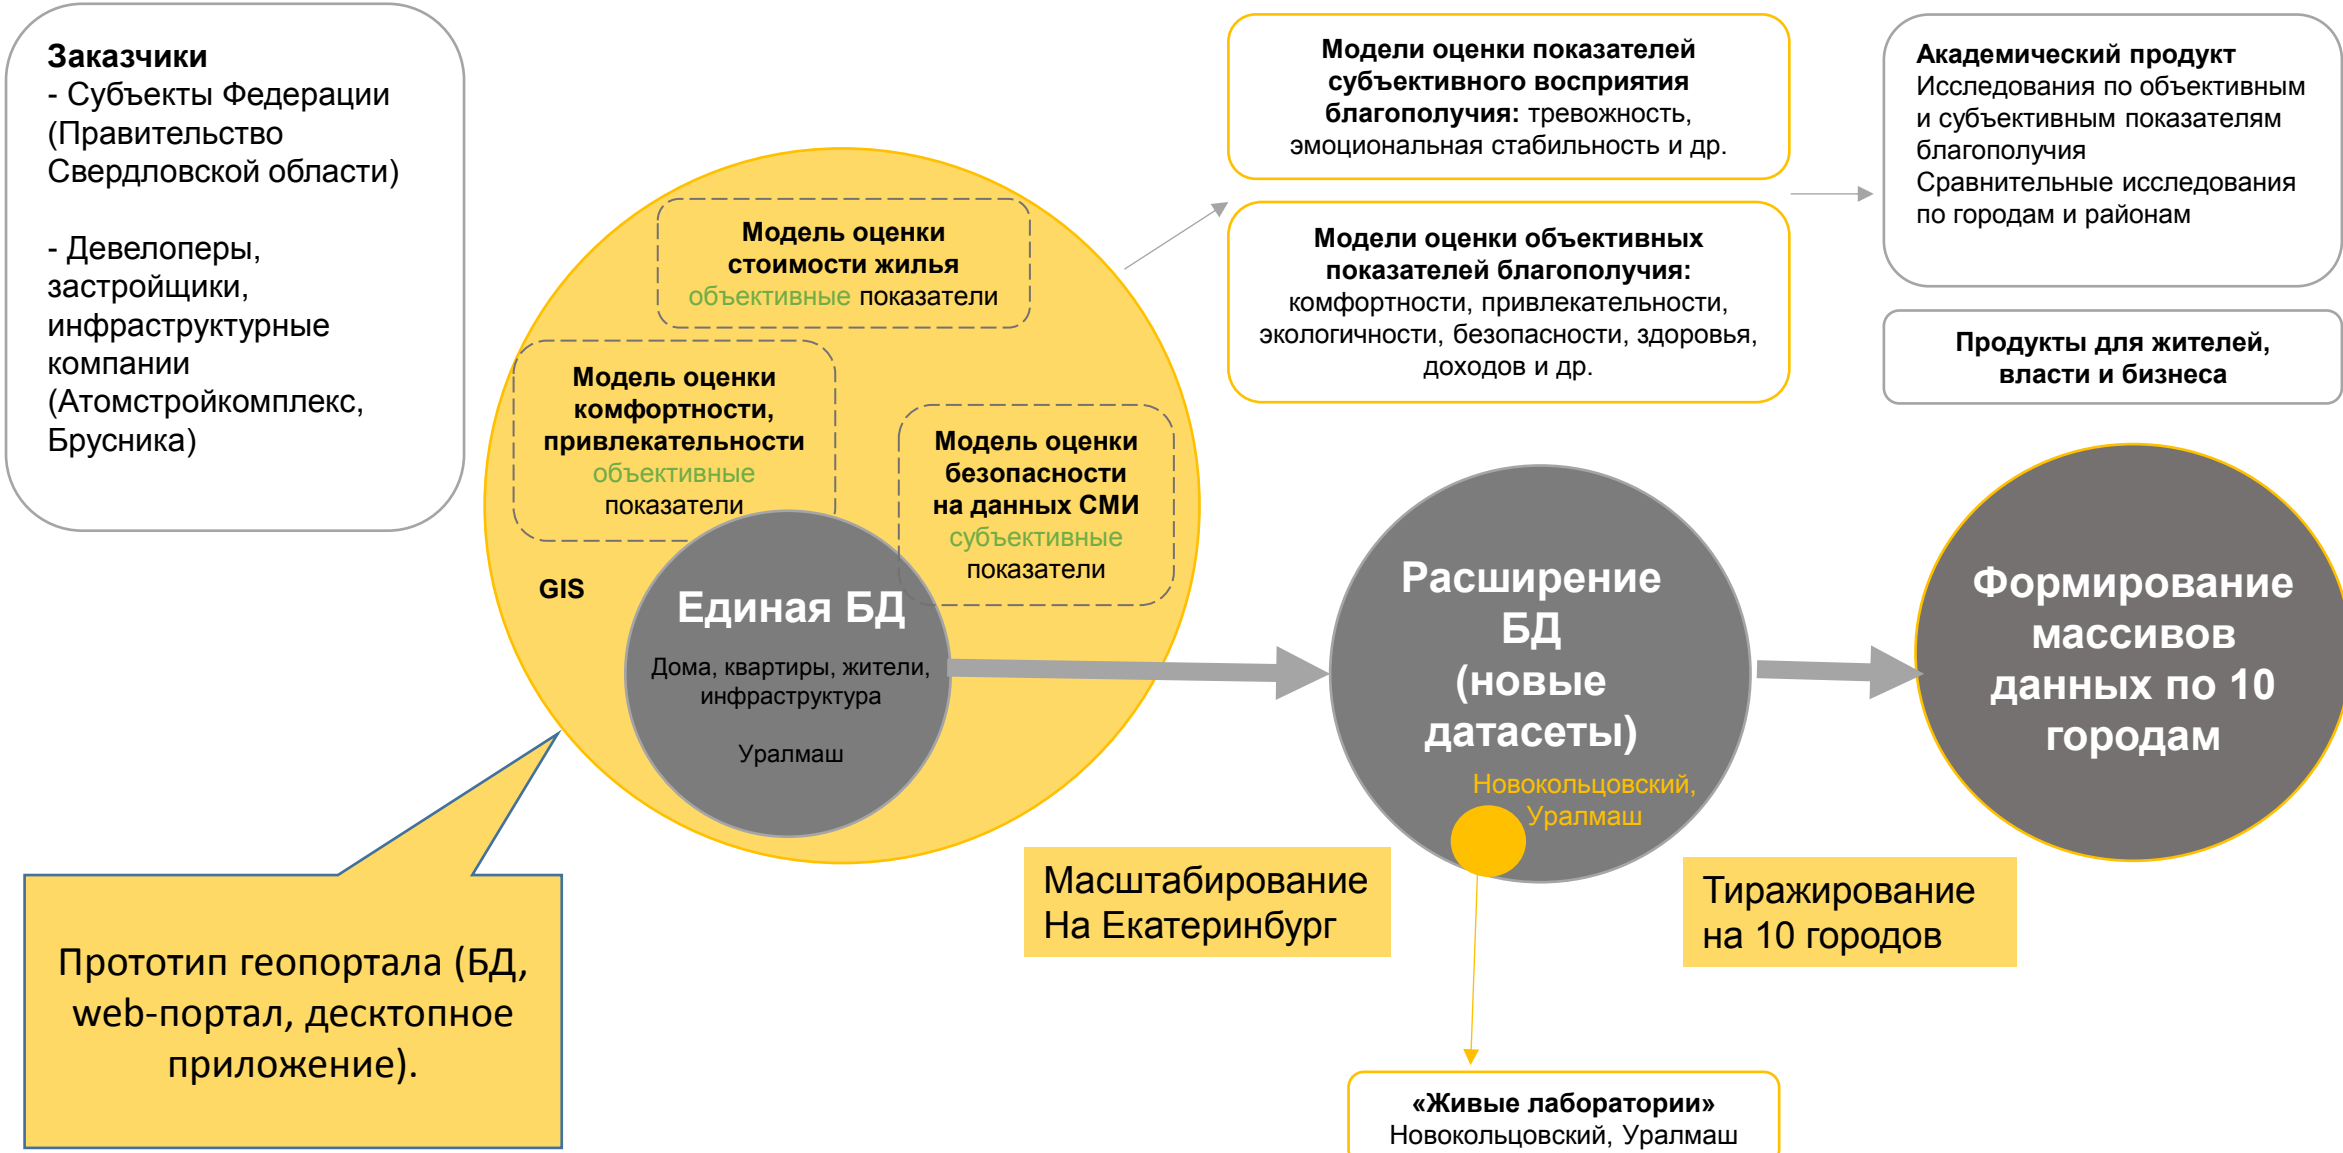 Заказчики
- Субъекты Федерации
(Правительство
Свердловской области)
- Девелоперы,
застройщики,
инфраструктурные
компании
(Атомстройкомплекс,
Брусника)
Модель оценки
стоимости жилья
объективные показатели
Модель оценки
комфортности,
привлекательности
объективные
показатели
Модель оценки
безопасности
на данных СМИ
субъективные
показатели
GIS
Единая БД
Дома, квартиры, жители,
инфраструктура
Уралмаш
Прототип геопортала (БД,
web-портал, десктопное
приложение).
Модели оценки показателей
субъективного восприятия
благополучия: тревожность,
эмоциональная стабильность и др.
Модели оценки объективных
показателей благополучия:
комфортности, привлекательности,
экологичности, безопасности, здоровья,
доходов и др.
Академический продукт
Исследования по объективным
и субъективным показателям
благополучия
Сравнительные исследования
по городам и районам
Продукты для жителей,
власти и бизнеса
Расширение
БД
(новые
датасеты)
Новокольцовский,
Уралмаш
Формирование
массивов
данных по 10
городам
Масштабирование
На Екатеринбург
Тиражирование
на 10 городов
«Живые лаборатории»
Новокольцовский, Уралмаш